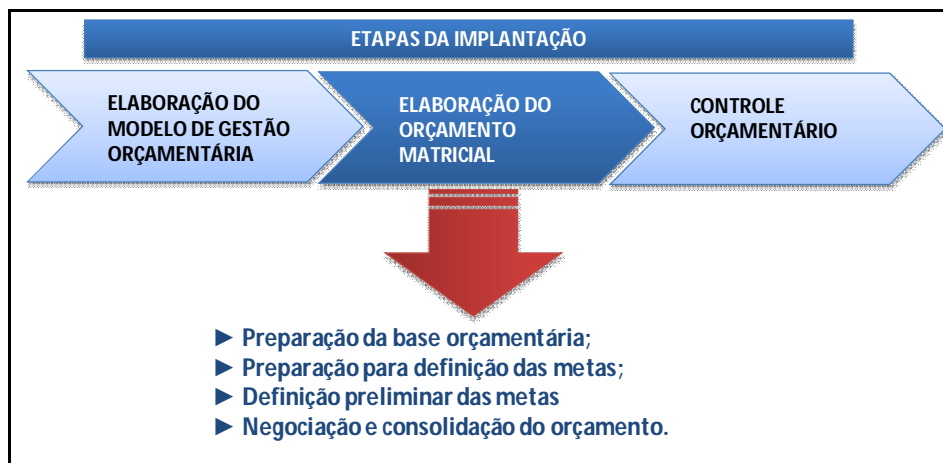 ETAPAS DA IMPLANTAÇÃO
ELABORAÇÃO DO
MODELO DE GESTÃO
ORÇAMENTÁRIA
ELABORAÇÃO DO
ORÇAMENTO
MATRICIAL
CONTROLE
ORÇAMENTÁRIO
► Preparação da base orçamentária;
► Preparação para definição das metas;
► Definição preliminar das metas
► Negociação e consolidação do orçamento.